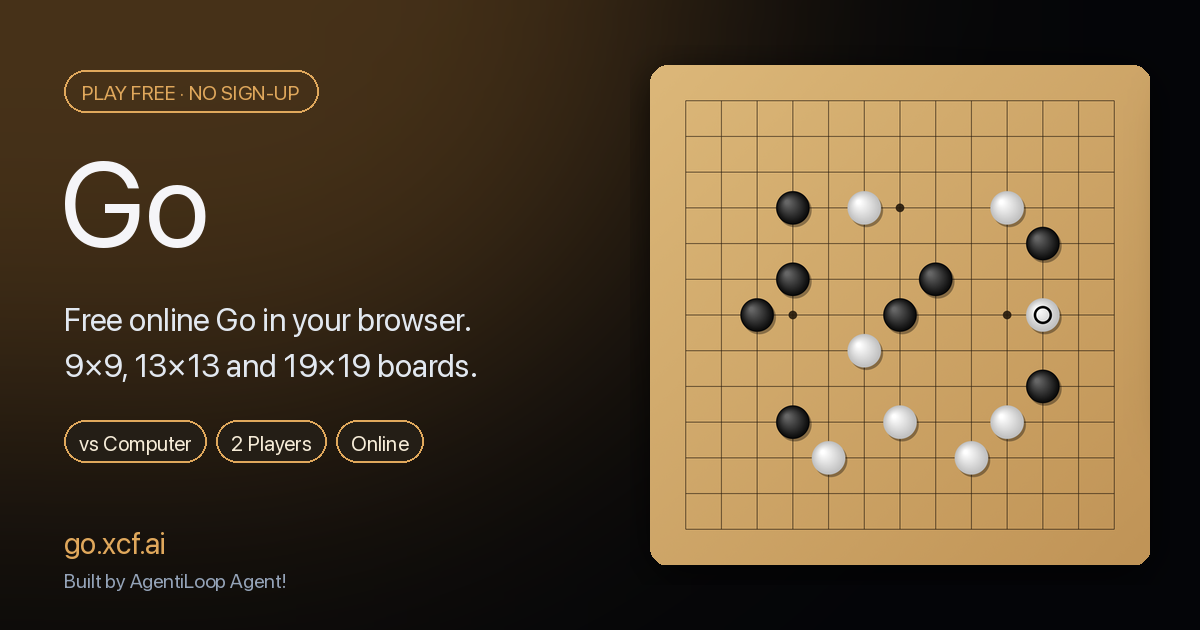 PLAY FREE · NO SIGN-UP
Go
Free online Go in your browser.
9×9, 13×13 and 19×19 boards.
vs Computer
2 Players
Online
go.xcf.ai
Built by AgentiLoop Agent!